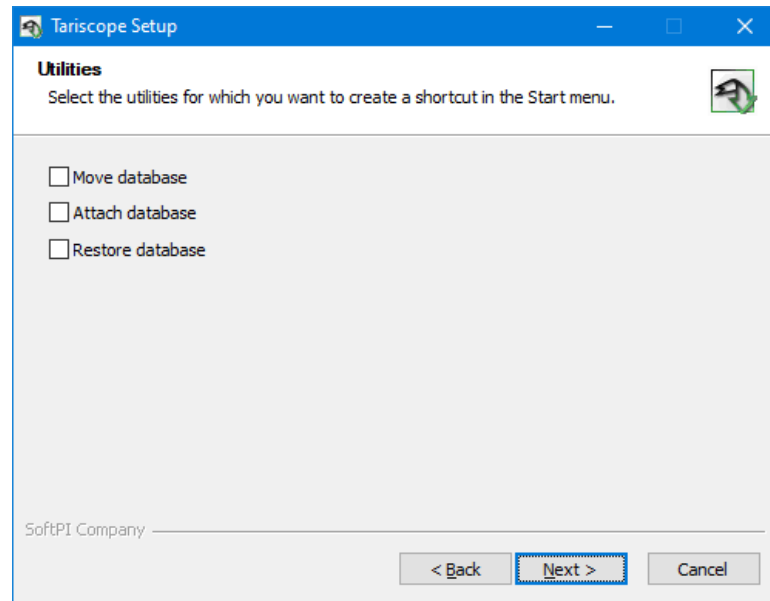 Tariscope Setup
Utilities
Select the utilities for which you want to create a shortcut in the Start menu.
Move database
Attach database
Restore database
SoftPI Company
< Back
Next >
Cancel